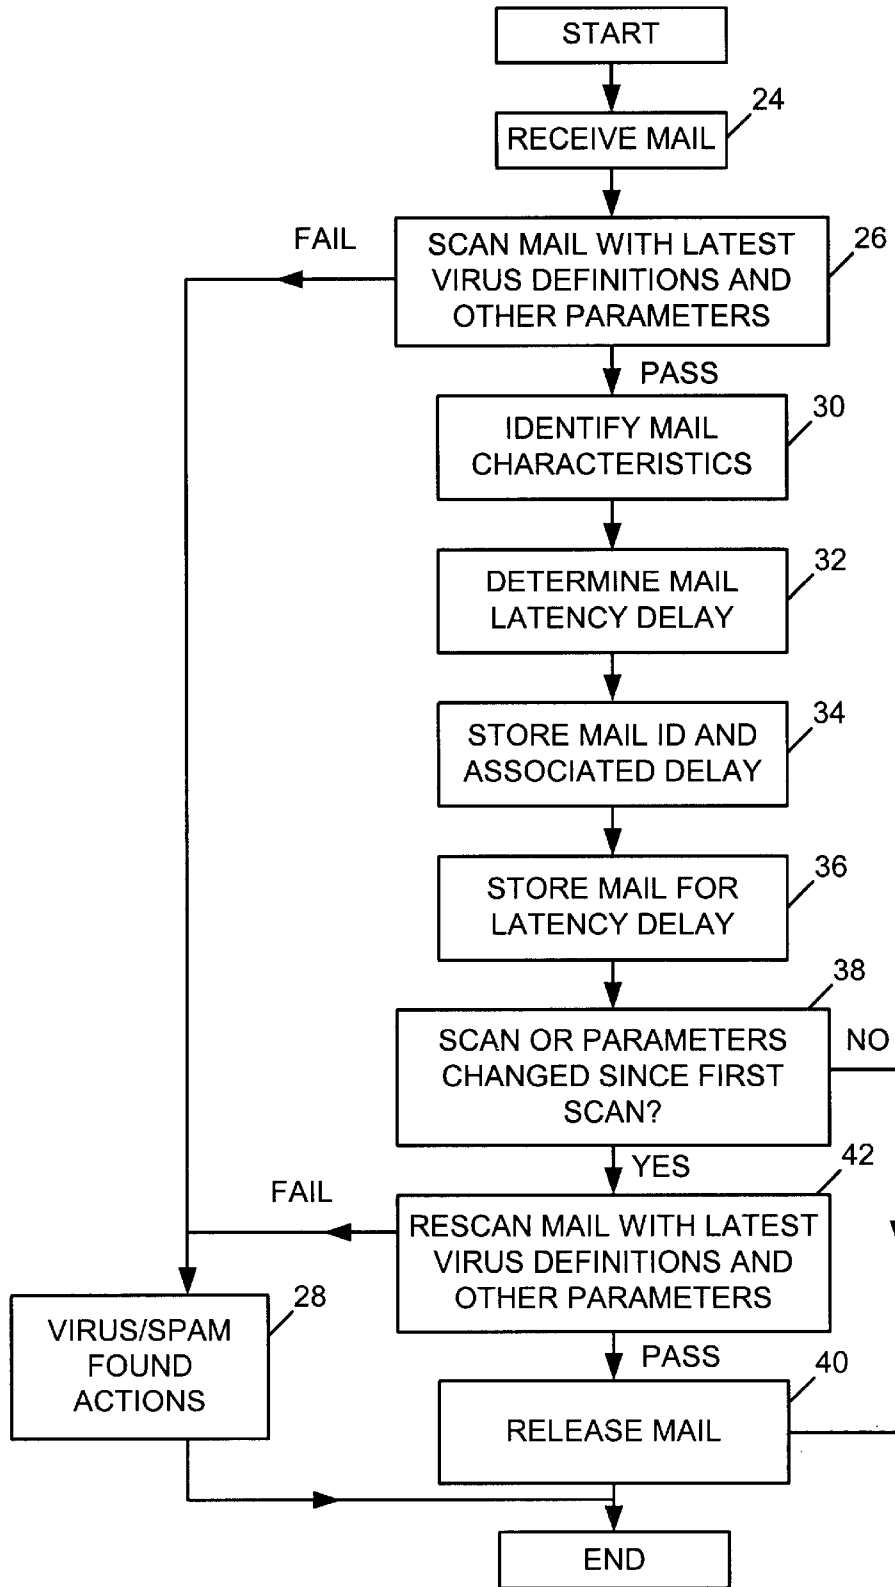 START
24
RECEIVE MAIL
FAIL
SCAN MAIL WITH LATEST
VIRUS DEFINITIONS AND
OTHER PARAMETERS
26
PASS
30
IDENTIFY MAIL
CHARACTERISTICS
32
DETERMINE MAIL
LATENCY DELAY
34
STORE MAIL ID AND
ASSOCIATED DELAY
36
STORE MAIL FOR
LATENCY DELAY
38
SCAN OR PARAMETERS
CHANGED SINCE FIRST
SCAN?
NO
YES
42
FAIL
RESCAN MAIL WITH LATEST
VIRUS DEFINITIONS AND
OTHER PARAMETERS
28
VIRUS/SPAM
FOUND
ACTIONS
PASS
40
RELEASE MAIL
END